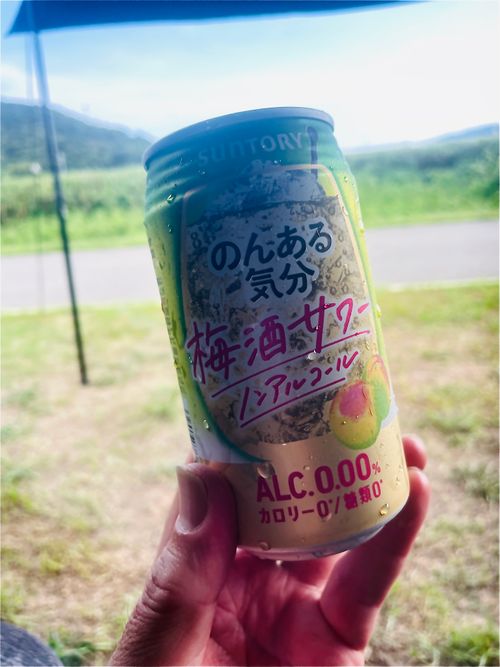 SUNTORY
のんある
気分
梅酒サワー
ノンアルコール
ALC.0.00%
カロリー0*/糖類0*